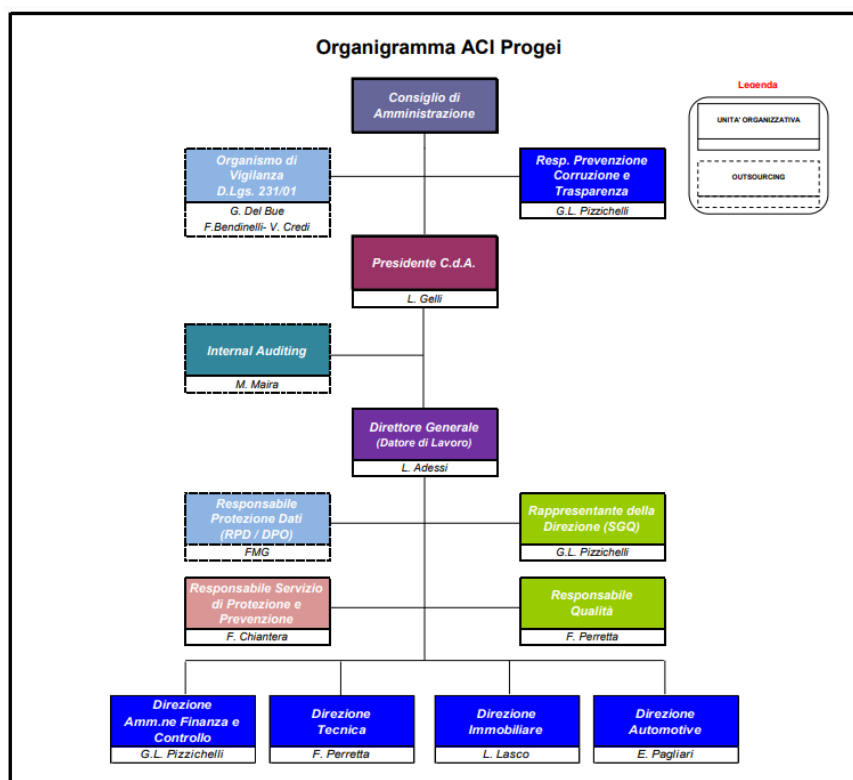 Organigramma ACI Progei
Consiglio di
Amministrazione
Legenda
UNITA' ORGANIZZATIVA
OUTSOURCING
Organismo di
Vigilanza
D.Lgs. 231/01
G. Del Bue
F.Bendinelli- V. Credi
Resp. Prevenzione
Corruzione e
Trasparenza
G.L. Pizzichelli
Presidente C.d.A.
L. Gelli
Internal Auditing
M. Maira
Direttore Generale
(Datore di Lavoro)
L. Adessi
Responsabile
Protezione Dati
(RPD / DPO)
FMG
Rappresentante della
Direzione (SGQ)
G.L. Pizzichelli
Responsabile Servizio
di Protezione e
Prevenzione
F. Chiantera
Responsabile
Qualità
F. Perretta
Direzione
Amm.ne Finanza e
Controllo
G.L. Pizzichelli
Direzione
Tecnica
F. Perretta
Direzione
Immobiliare
L. Lasco
Direzione
Automotive
E. Pagliari